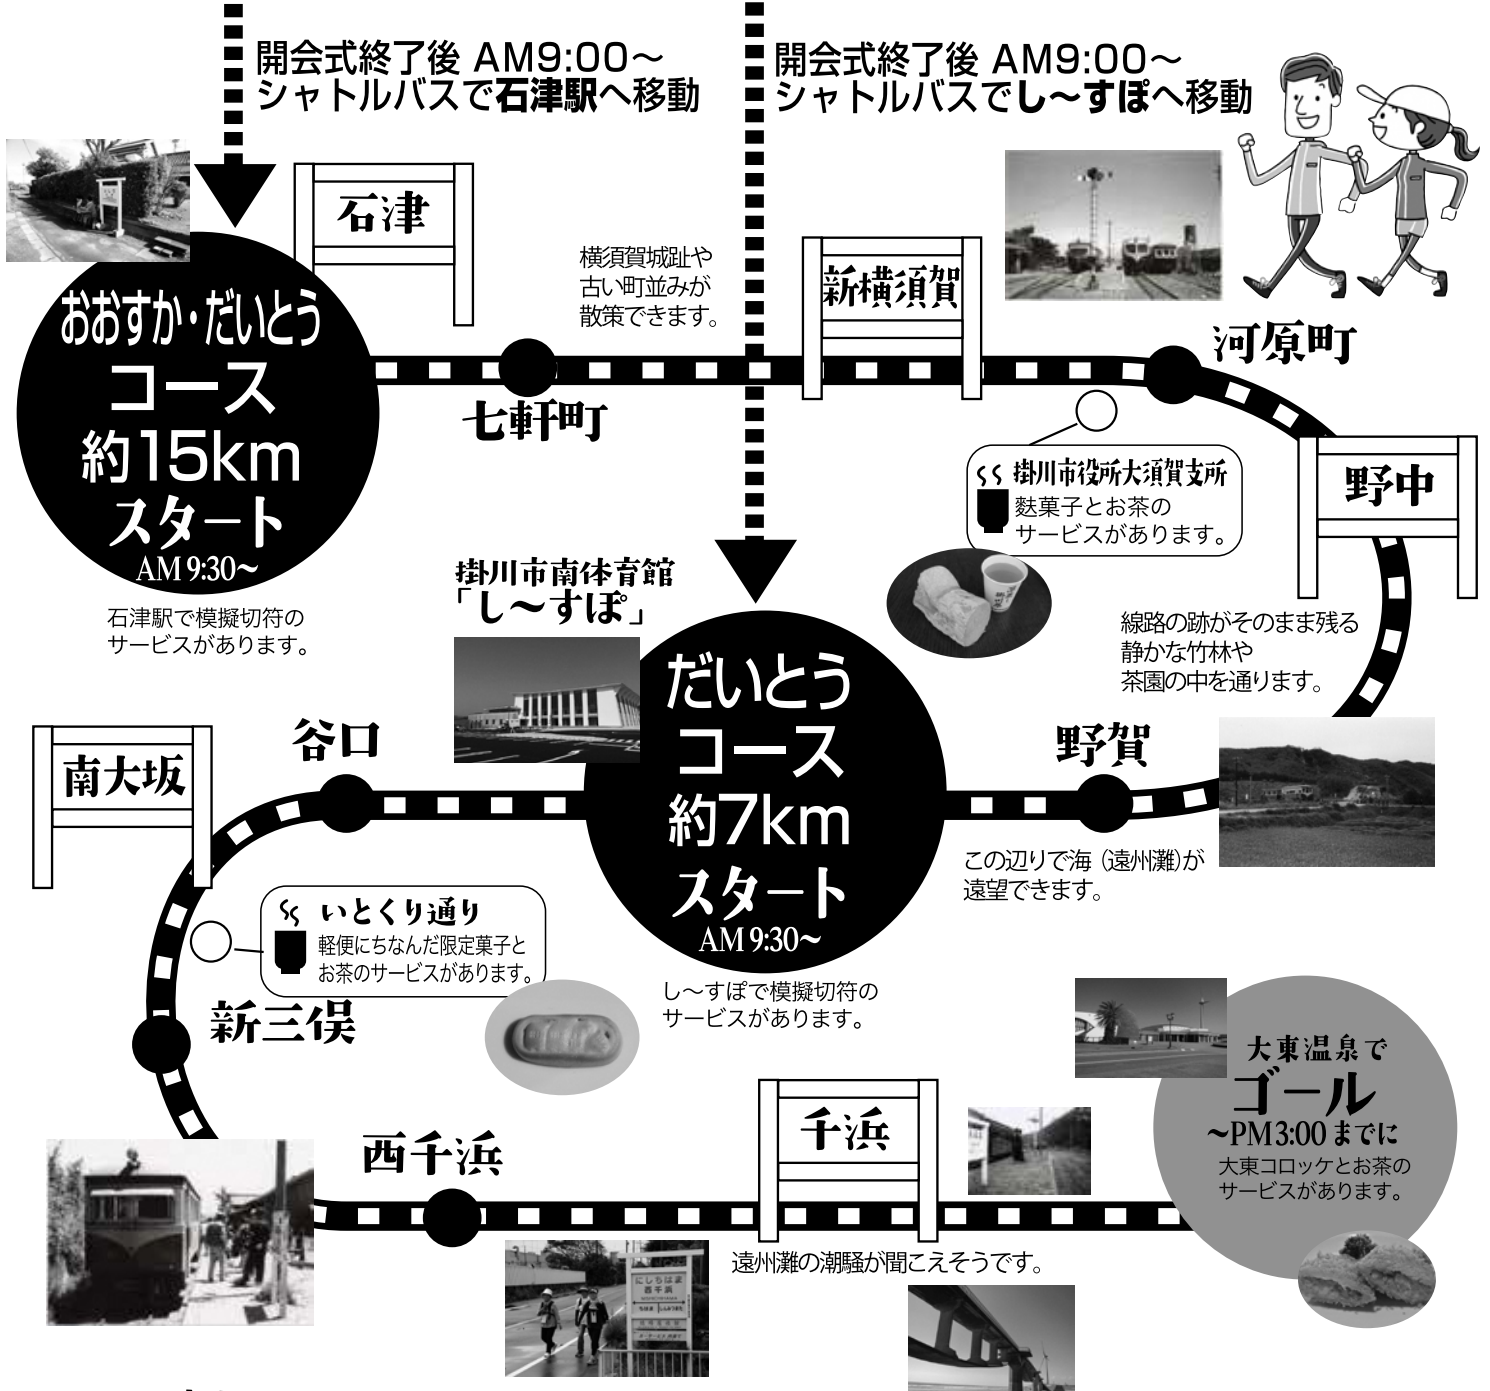 開会式終了後 AM9:00～
シャトルバスで石津駅へ移動
開会式終了後 AM9:00～
シャトルバスでし～すぽへ移動
石津
おおすか・だいとう
コース
約15km
スタート
AM9:30～
石津駅で模擬切符の
サービスがあります。
七軒町
横須賀城趾や
古い町並みが
散策できます。
新横須賀
河原町
掛川市役所大須賀支所
麩菓子とお茶の
サービスがあります。
野中
線路の跡がそのまま残る
静かな竹林や
茶園の中を通ります。
野賀
この辺りで海（遠州灘）が
遠望できます。
掛川市南体育館
「し～すぽ」
だいとう
コース
約7km
スタート
AM9:30～
し～すぽで模擬切符の
サービスがあります。
谷口
南大坂
いとくり通り
軽便にちなんだ限定菓子と
お茶のサービスがあります。
新三俣
西千浜
にしちはま
西千浜
千浜
遠州灘の潮騒が聞こえそうです。
大東温泉で
ゴール
～PM3:00までに
大東コロッケとお茶の
サービスがあります。